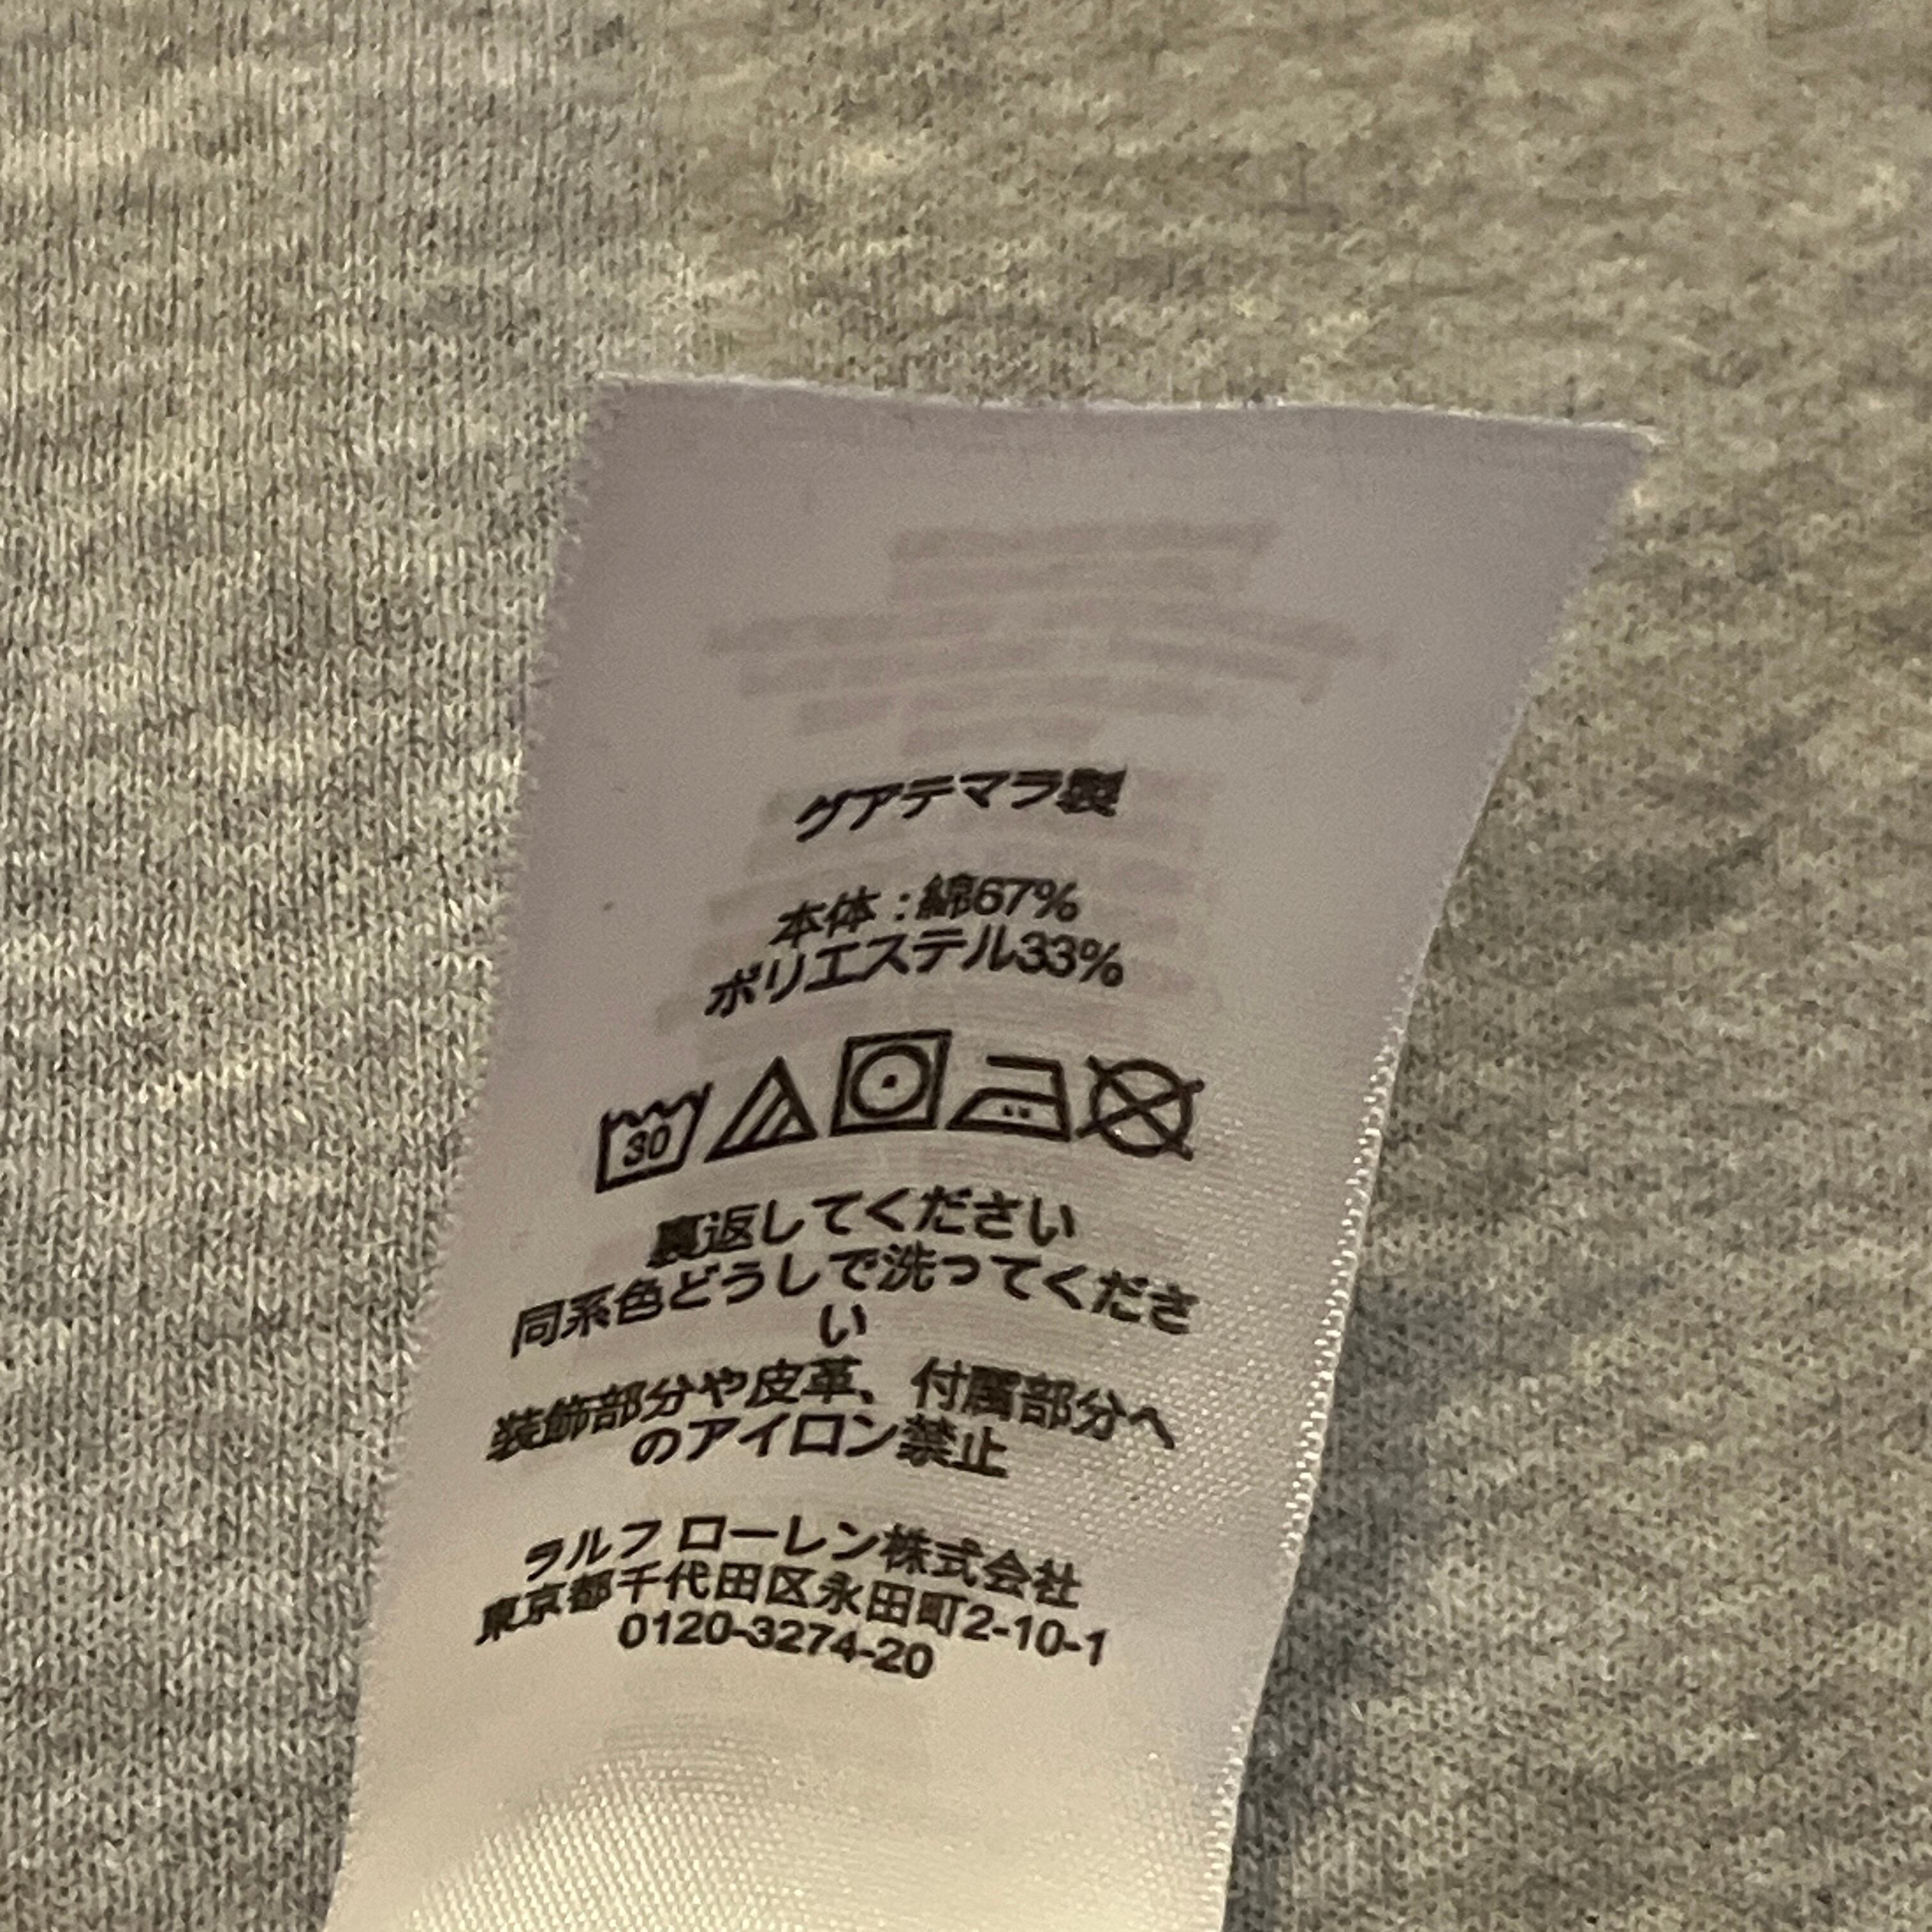 グアテマラ製
本体 : 綿67%
ポリエステル33%
30
裏返してください
同系色どうしで洗ってくださ
い
装飾部分や皮革、付属部分へ
のアイロン禁止
ラルフ ローレン株式会社
東京都千代田区永田町2-10-1
0120-3274-20